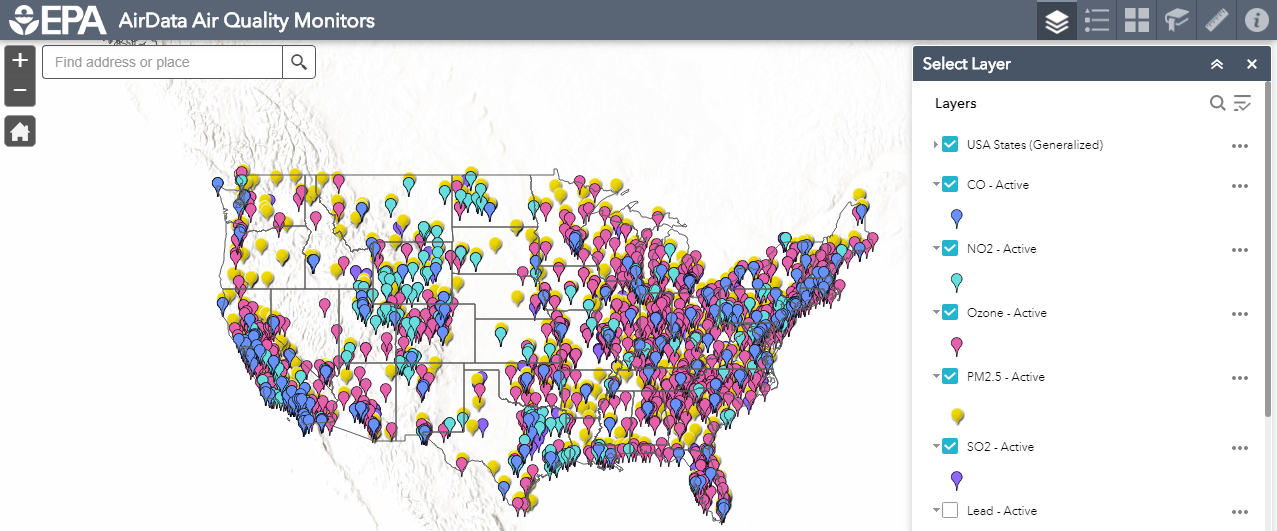 EPA AirData Air Quality Monitors
+
Find address or place
−
Select Layer
Layers
USA States (Generalized)
CO - Active
NO2 - Active
Ozone - Active
PM2.5 - Active
SO2 - Active
Lead - Active